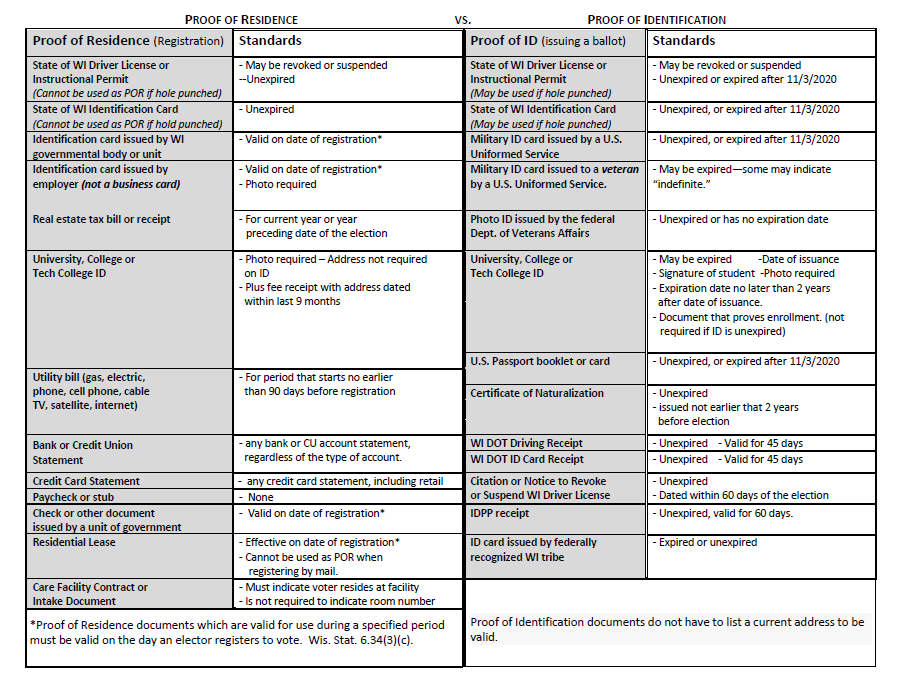 PROOF OF RESIDENCE VS. PROOF OF IDENTIFICATION
Proof of Residence (Registration)
Standards
State of WI Driver License or
Instructional Permit
(Cannot be used as POR if hole punched)
- May be revoked or suspended
--Unexpired
State of WI Identification Card
(Cannot be used as POR if hold punched)
- Unexpired
Identification card issued by WI
governmental body or unit
- Valid on date of registration*
Identification card issued by
employer (not a business card)
- Valid on date of registration*
- Photo required
Real estate tax bill or receipt
- For current year or year
preceding date of the election
University, College or
Tech College ID
- Photo required – Address not required
on ID
- Plus fee receipt with address dated
within last 9 months
Utility bill (gas, electric,
phone, cell phone, cable
TV, satellite, internet)
- For period that starts no earlier
than 90 days before registration
Bank or Credit Union
Statement
- any bank or CU account statement,
regardless of the type of account.
Credit Card Statement
- any credit card statement, including retail
Paycheck or stub
- None
Check or other document
issued by a unit of government
- Valid on date of registration*
Residential Lease
- Effective on date of registration*
- Cannot be used as POR when
registering by mail.
Care Facility Contract or
Intake Document
- Must indicate voter resides at facility
- Is not required to indicate room number
*Proof of Residence documents which are valid for use during a specified period
must be valid on the day an elector registers to vote. Wis. Stat. 6.34(3)(c).
Proof of ID (issuing a ballot)
Standards
State of WI Driver License or
Instructional Permit
(May be used if hole punched)
- May be revoked or suspended
- Unexpired or expired after 11/3/2020
State of WI Identification Card
(May be used if hole punched)
- Unexpired, or expired after 11/3/2020
Military ID card issued by a U.S.
Uniformed Service
- Unexpired, or expired after 11/3/2020
Military ID card issued to a veteran
by a U.S. Uniformed Service.
- May be expired—some may indicate
“indefinite.”
Photo ID issued by the federal
Dept. of Veterans Affairs
- Unexpired or has no expiration date
University, College or
Tech College ID
- May be expired -Date of issuance
- Signature of student -Photo required
- Expiration date no later than 2 years
after date of issuance.
- Document that proves enrollment. (not
required if ID is unexpired)
U.S. Passport booklet or card
- Unexpired, or expired after 11/3/2020
Certificate of Naturalization
- Unexpired
- issued not earlier that 2 years
before election
WI DOT Driving Receipt
- Unexpired - Valid for 45 days
WI DOT ID Card Receipt
- Unexpired - Valid for 45 days
Citation or Notice to Revoke
or Suspend WI Driver License
- Unexpired
- Dated within 60 days of the election
IDPP receipt
- Unexpired, valid for 60 days.
ID card issued by federally
recognized WI tribe
- Expired or unexpired
Proof of Identification documents do not have to list a current address to be
valid.